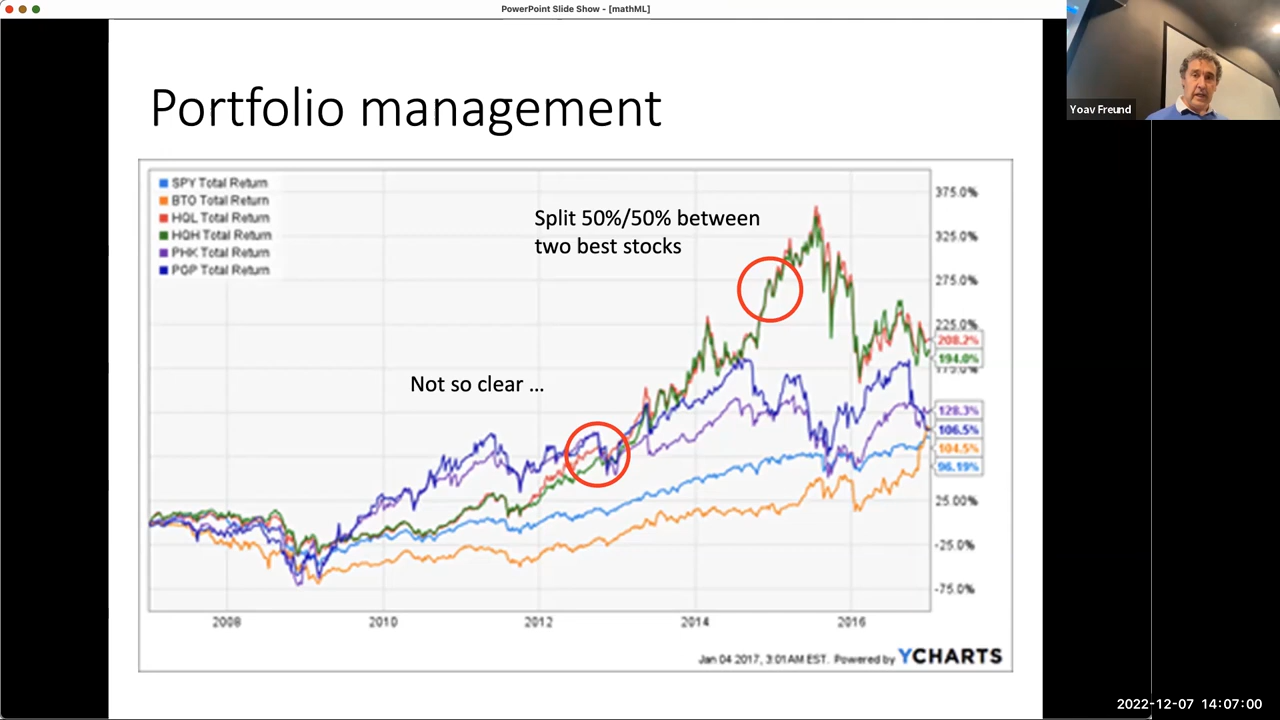 PowerPoint Slide Show - [mathML]
Yoav Freund
Portfolio management
SPY Total Return
BTO Total Return
HQL Total Return
HQH Total Return
PHK Total Return
PGP Total Return
Split 50%/50% between
two best stocks
Not so clear ...
375.0%
325.0%
275.0%
225.0%
208.2%
194.0%
175.0%
128.3%
106.5%
104.5%
96.19%
25.00%
-25.0%
-75.0%
2008
2010
2012
2014
2016
Jan 04 2017, 3:01AM EST. Powered by YCHARTS
2022-12-07 14:07:00